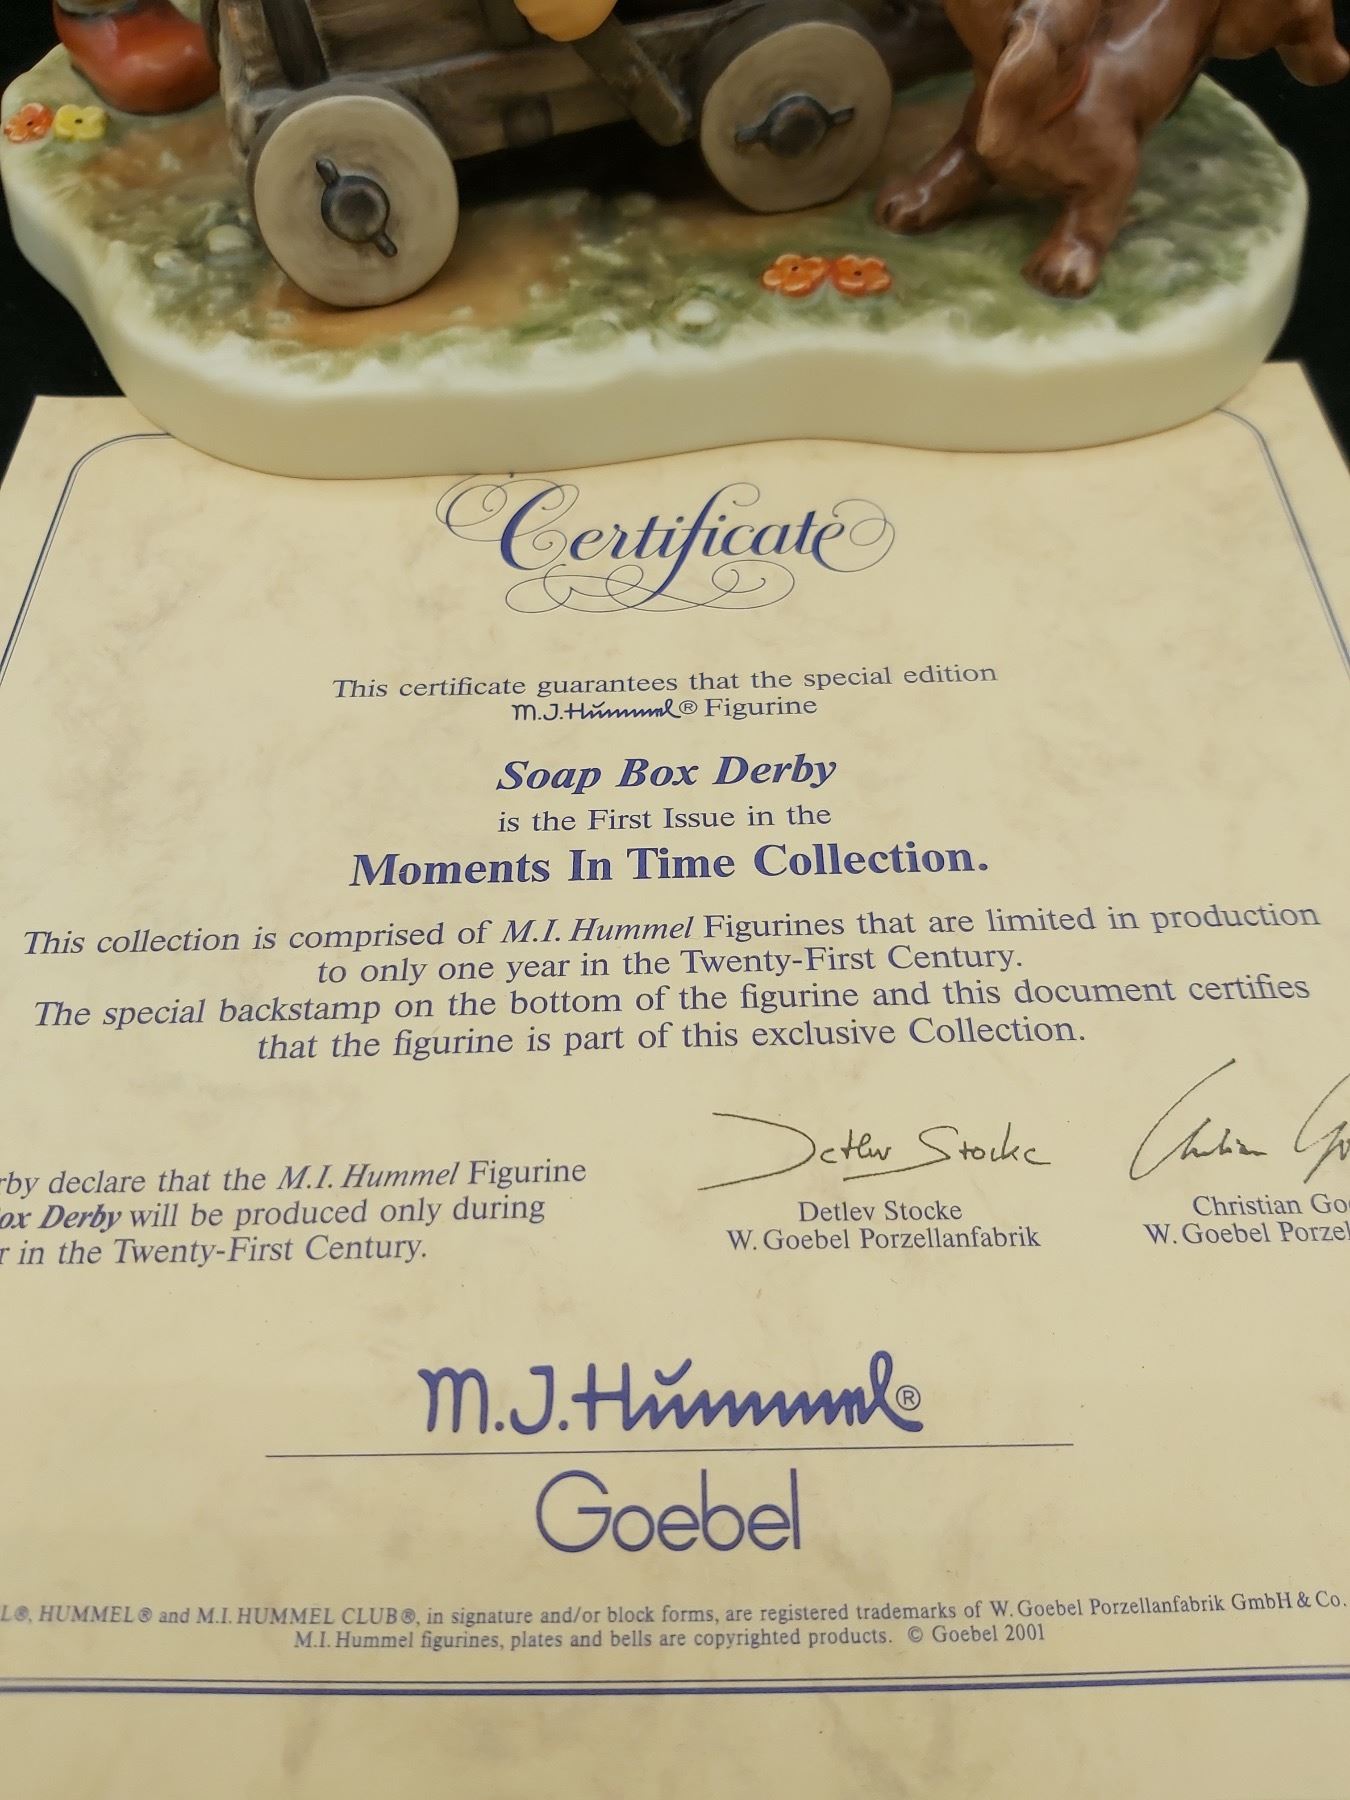 Certificate
This certificate guarantees that the special edition
M.J.Hummel® Figurine
Soap Box Derby
is the First Issue in the
Moments In Time Collection.
This collection is comprised of M.I. Hummel Figurines that are limited in production
to only one year in the Twenty-First Century.
The special backstamp on the bottom of the figurine and this document certifies
that the figurine is part of this exclusive Collection.
rby declare that the M.I. Hummel Figurine
ox Derby will be produced only during
r in the Twenty-First Century.
Detlev Stocke
Detlev Stocke
W. Goebel Porzellanfabrik
Christian Go
W. Goebel Porzel
M.J.Hummel®
Goebel
L®, HUMMEL® and M.I. HUMMEL CLUB®, in signature and/or block forms, are registered trademarks of W. Goebel Porzellanfabrik GmbH & Co.
M.I. Hummel figurines, plates and bells are copyrighted products. © Goebel 2001